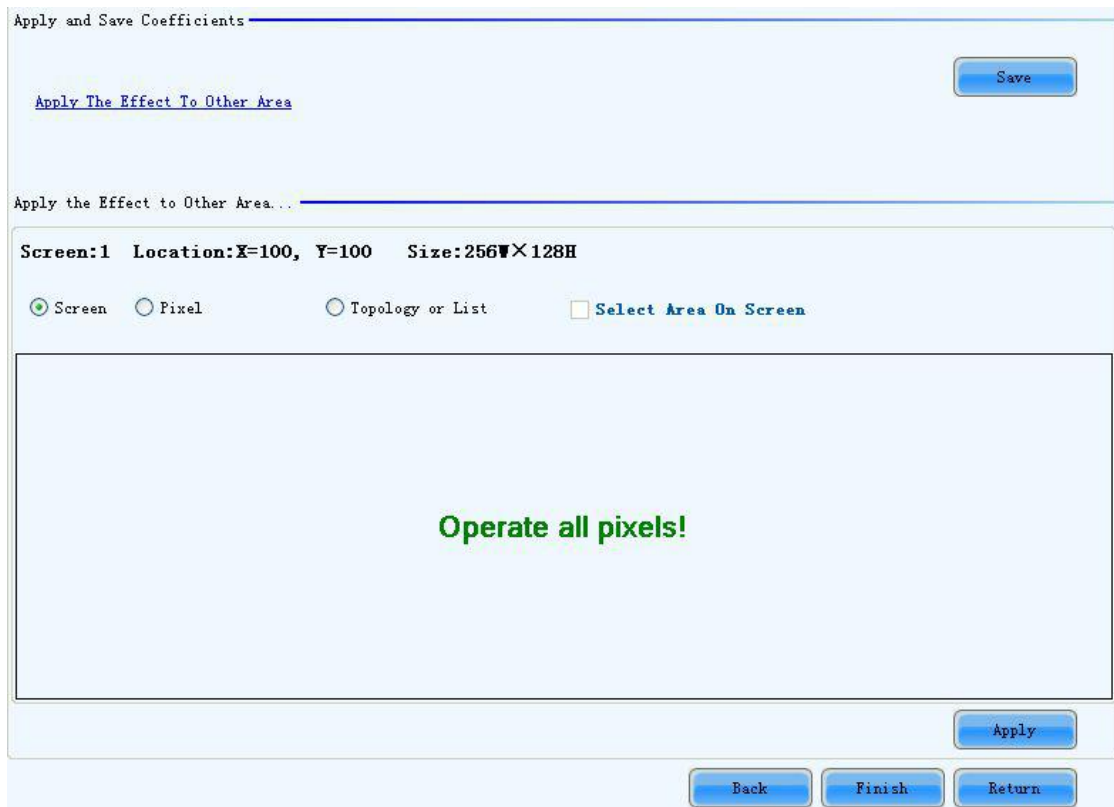 Apply and Save Coefficients
Save
Apply The Effect To Other Area
Apply the Effect to Other Area...
Screen:1 Location:X=100, Y=100 Size:256W×128H
Screen Pixel Topology or List Select Area On Screen
Operate all pixels!
Apply
Back Finish Return